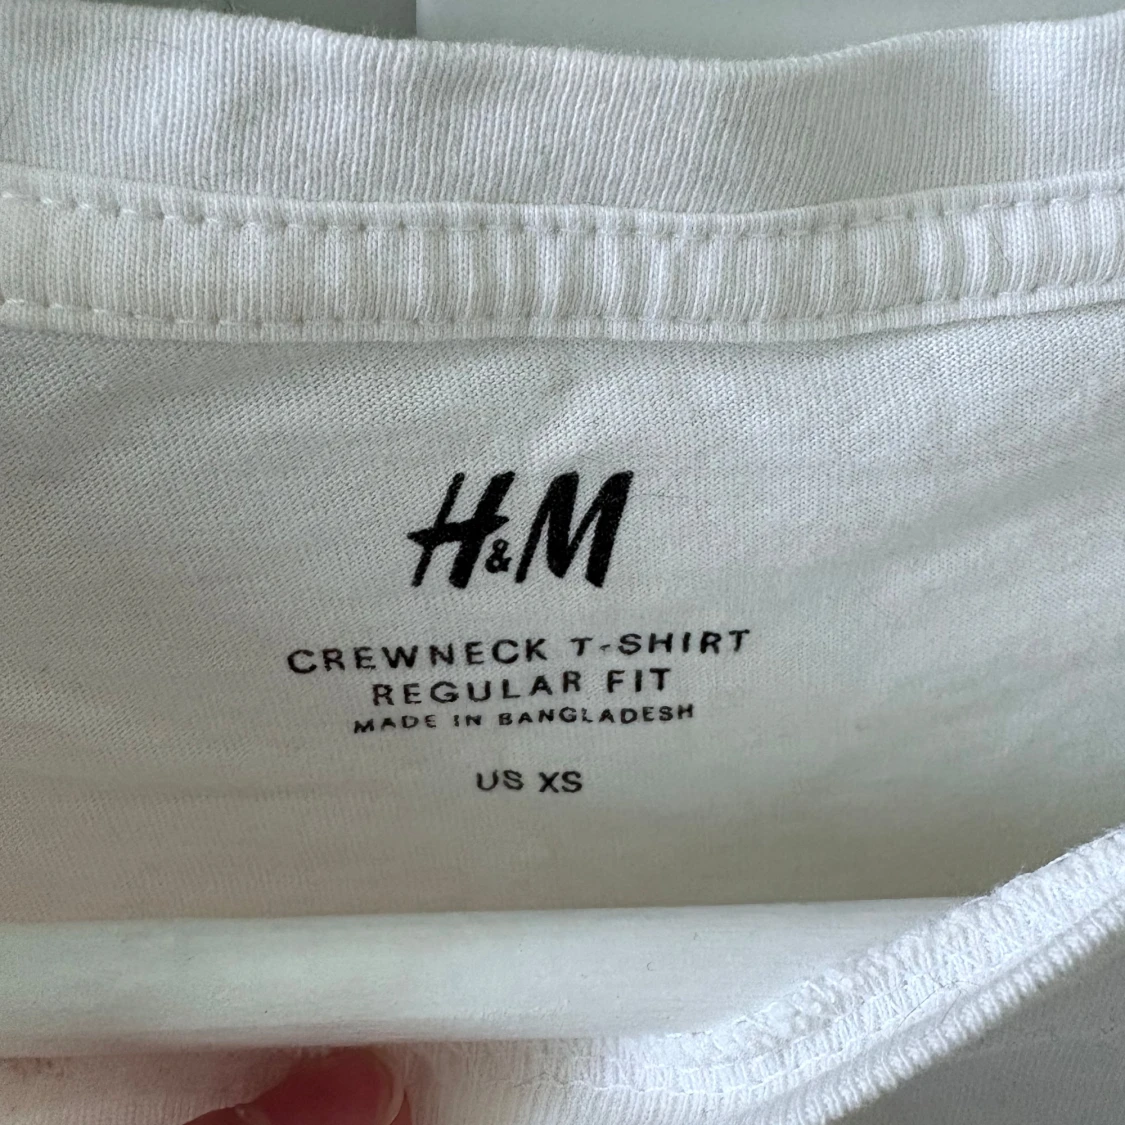 H&M
CREWNECK T-SHIRT
REGULAR FIT
MADE IN BANGLADESH
US XS